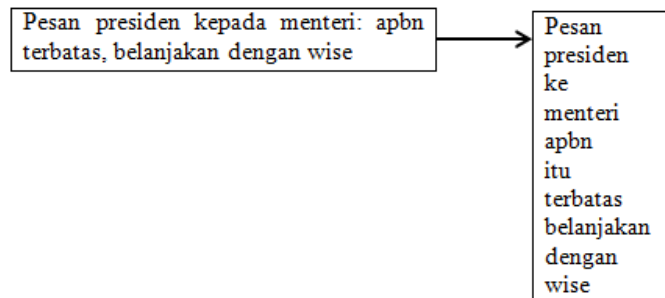 Pesan presiden kepada menteri: apbn
terbatas, belanjakan dengan wise
Pesan
presiden
ke
menteri
apbn
itu
terbatas
belanjakan
dengan
wise